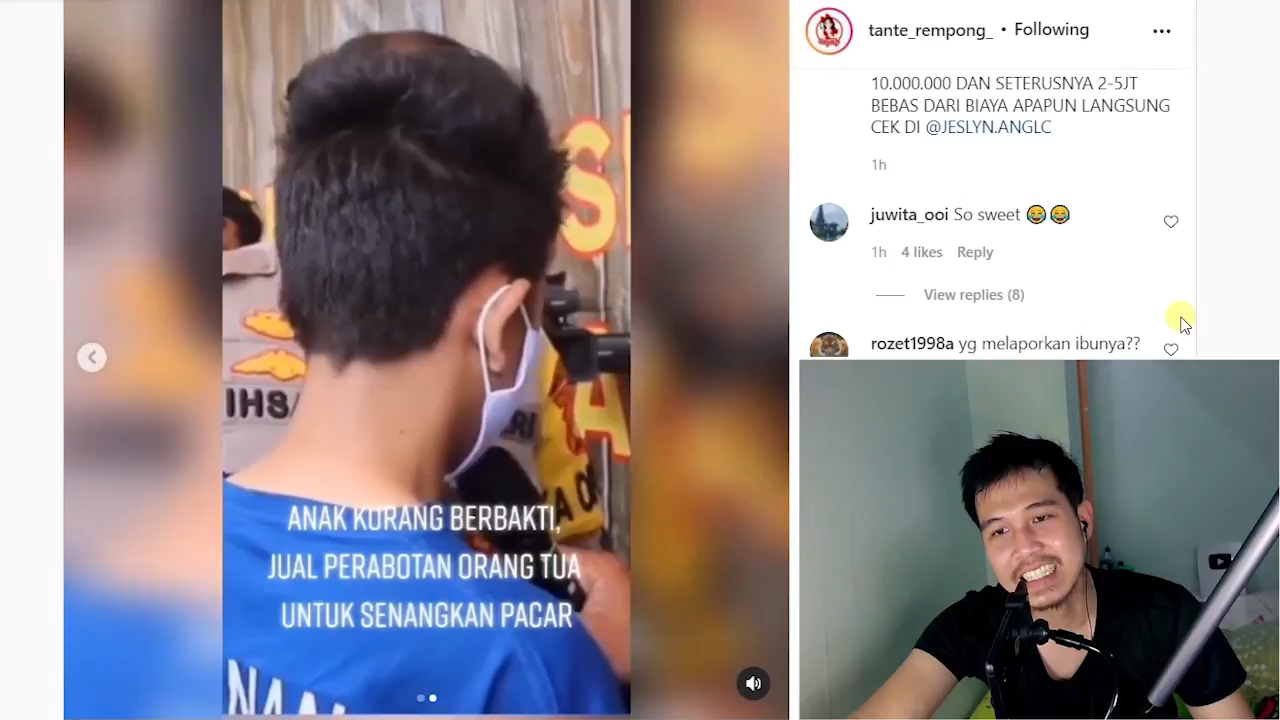 IHSA
ANAK KURANG BERBAKTI,
JUAL PERABOTAN ORANG TUA
UNTUK SENANGKAN PACAR
tante_rempong_ • Following
10.000.000 DAN SETERUSNYA 2-5JT
BEBAS DARI BIAYA APAPUN LANGSUNG
CEK DI @JESLYN.ANGLC
1h
juwita_ooi So sweet 😂😂
1h 4 likes Reply
View replies (8)
rozet1998a yg melaporkan ibunya??